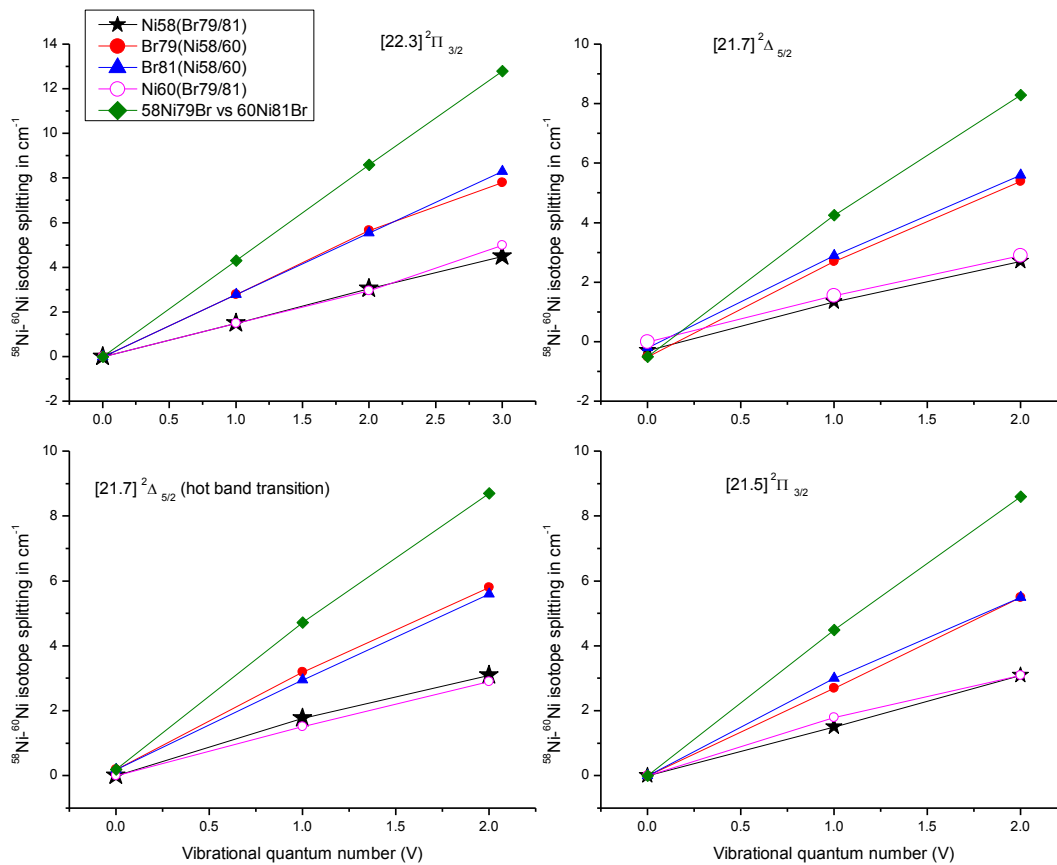 Ni58(Br79/81)
Br79(Ni58/60)
Br81(Ni58/60)
Ni60(Br79/81)
58Ni79Br vs 60Ni81Br
[22.3] ²Π 3/2
14
12
10
8
6
4
2
0
-2
⁵⁸Ni-⁶⁰Ni isotope splitting in cm⁻¹
0.0 0.5 1.0 1.5 2.0 2.5 3.0
[21.7] ²Δ 5/2
10
8
6
4
2
0
-2
⁵⁸Ni-⁶⁰Ni isotope splitting in cm⁻¹
0.0 0.5 1.0 1.5 2.0
[21.7] ²Δ 5/2 (hot band transition)
10
8
6
4
2
0
⁵⁸Ni-⁶⁰Ni isotope splitting in cm⁻¹
0.0 0.5 1.0 1.5 2.0
Vibrational quantum number (V)
[21.5] ²Π 3/2
10
8
6
4
2
0
⁵⁸Ni-⁶⁰Ni isotope splitting in cm⁻¹
0.0 0.5 1.0 1.5 2.0
Vibrational quantum number (V)